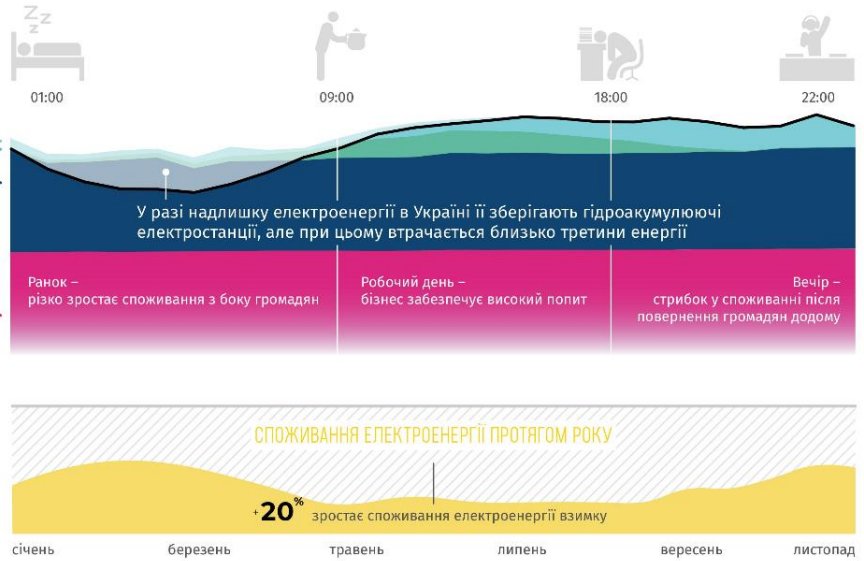 Zzz
01:00
09:00
18:00
22:00
У разі надлишку електроенергії в Україні її зберігають гідроакумулюючі
електростанції, але при цьому втрачається близько третини енергії
Ранок –
різко зростає споживання з боку громадян
Робочий день –
бізнес забезпечує високий попит
Вечір –
стрибок у споживанні після
повернення громадян додому
СПОЖИВАННЯ ЕЛЕКТРОЕНЕРГІЇ ПРОТЯГОМ РОКУ
+20% зростає споживання електроенергії взимку
січень
березень
травень
липень
вересень
листопад